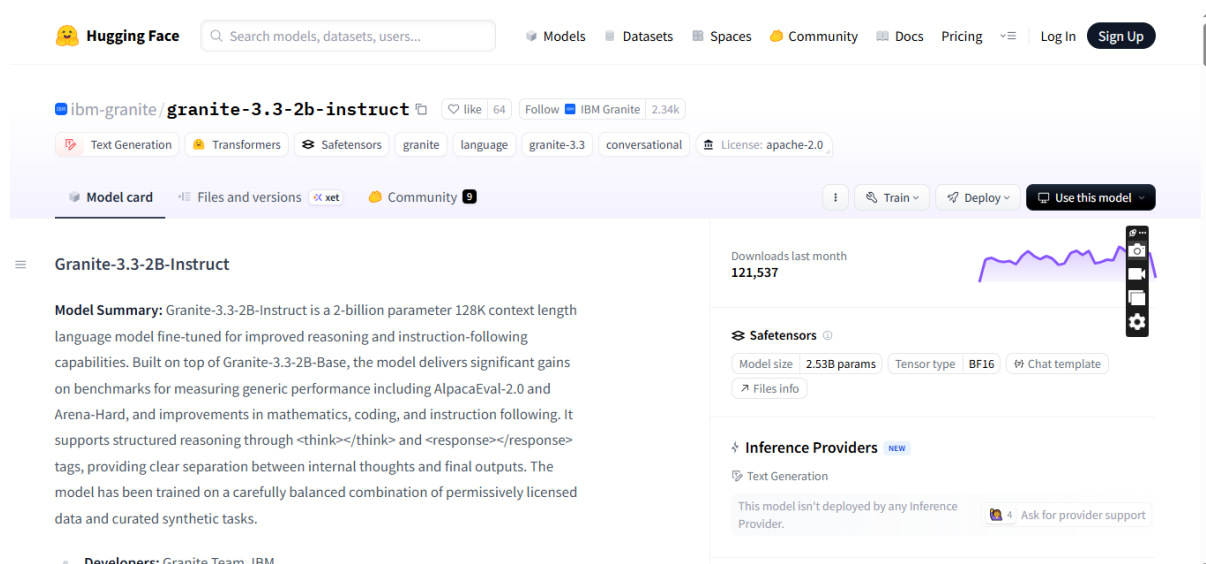 Hugging Face
Search models, datasets, users...
Models
Datasets
Spaces
Community
Docs
Pricing
Log In
Sign Up
ibm-granite/granite-3.3-2b-instruct
like 64
Follow IBM Granite 2.34k
Text Generation
Transformers
Safetensors
granite
language
granite-3.3
conversational
License: apache-2.0
Model card
Files and versions xet
Community 9
Train
Deploy
Use this model
Granite-3.3-2B-Instruct
Model Summary: Granite-3.3-2B-Instruct is a 2-billion parameter 128K context length
language model fine-tuned for improved reasoning and instruction-following
capabilities. Built on top of Granite-3.3-2B-Base, the model delivers significant gains
on benchmarks for measuring generic performance including AlpacaEval-2.0 and
Arena-Hard, and improvements in mathematics, coding, and instruction following. It
supports structured reasoning through <think></think> and <response></response>
tags, providing clear separation between internal thoughts and final outputs. The
model has been trained on a carefully balanced combination of permissively licensed
data and curated synthetic tasks.
Developers: Granite Team, IBM
Downloads last month
121,537
Safetensors
Model size 2.53B params
Tensor type BF16
Chat template
Files info
Inference Providers NEW
Text Generation
This model isn't deployed by any Inference
Provider.
4 Ask for provider support